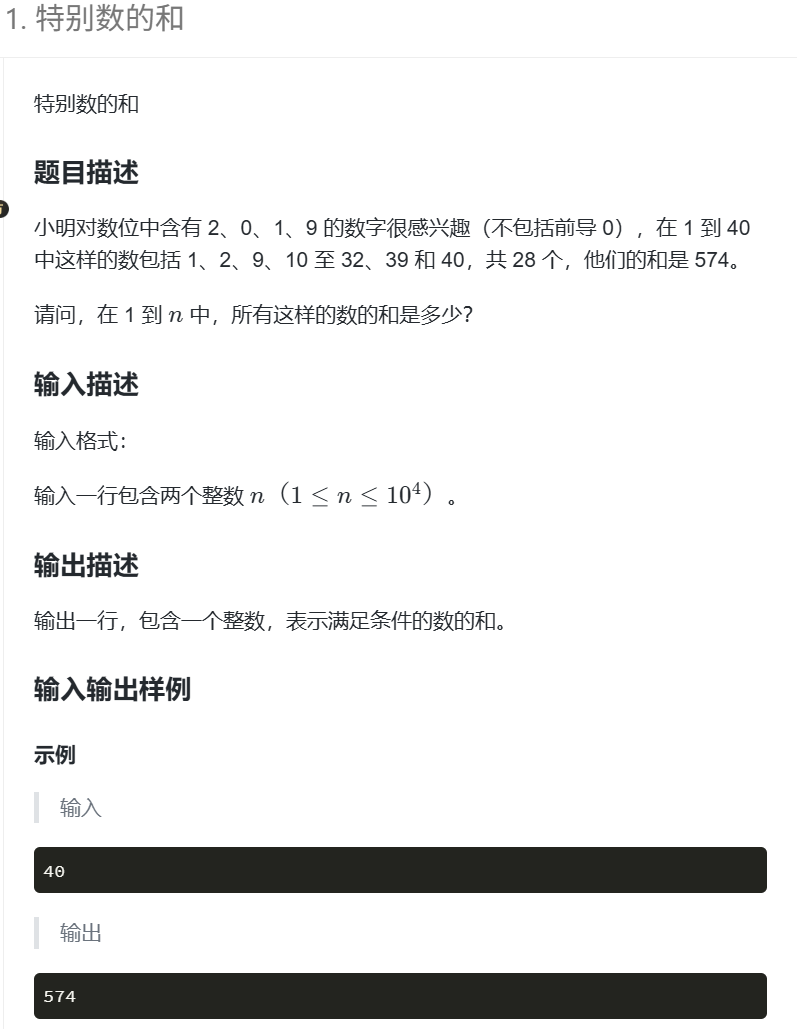 1. 特别数的和
特别数的和
题目描述
小明对数位中含有 2、0、1、9 的数字很感兴趣（不包括前导 0），在 1 到 40
中这样的数包括 1、2、9、10 至 32、39 和 40，共 28 个，他们的和是 574。
请问，在 1 到 n 中，所有这样的数的和是多少？
输入描述
输入格式：
输入一行包含两个整数 n（1 ≤ n ≤ 10⁴）。
输出描述
输出一行，包含一个整数，表示满足条件的数的和。
输入输出样例
示例
输入
40
输出
574